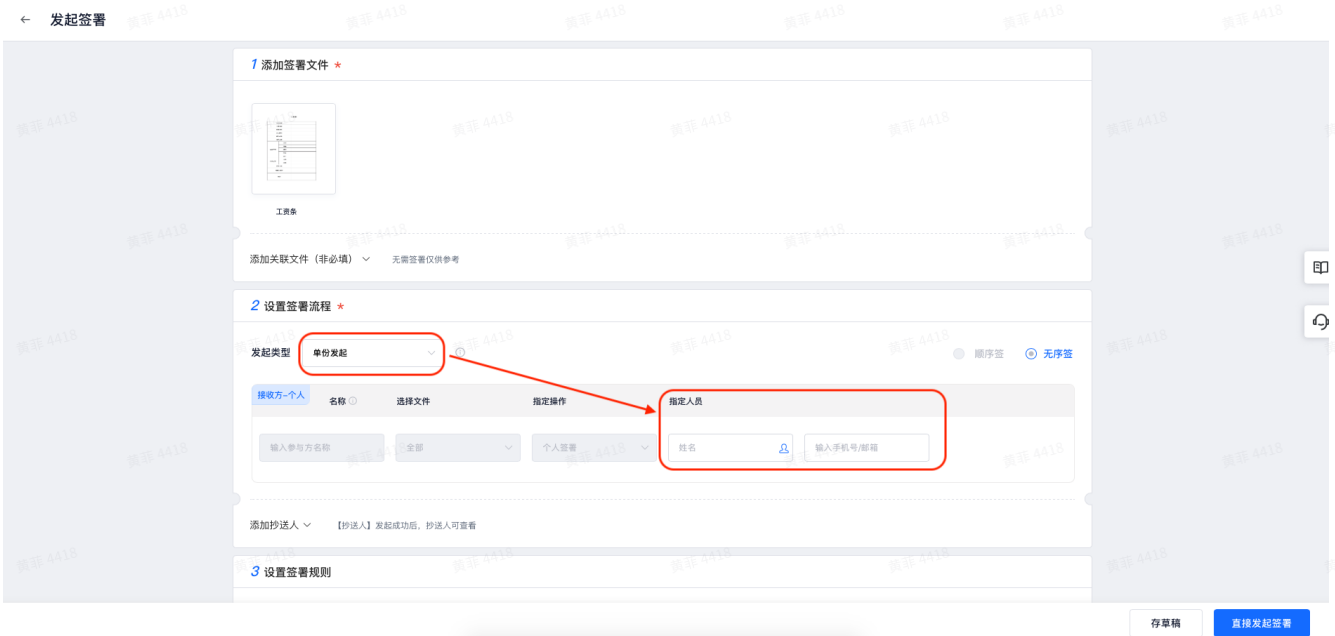 发起签署
1 添加签署文件 *
工资条
添加关联文件（非必填） 无需签署仅供参考
2 设置签署流程 *
发起类型 单份发起 顺序签 无序签
接收方-个人 名称 选择文件 指定操作 指定人员
输入参与方名称 全部 个人签署 姓名 输入手机号/邮箱
添加抄送人 【抄送人】发起成功后，抄送人可查看
3 设置签署规则
存草稿 直接发起签署
黄菲 4418